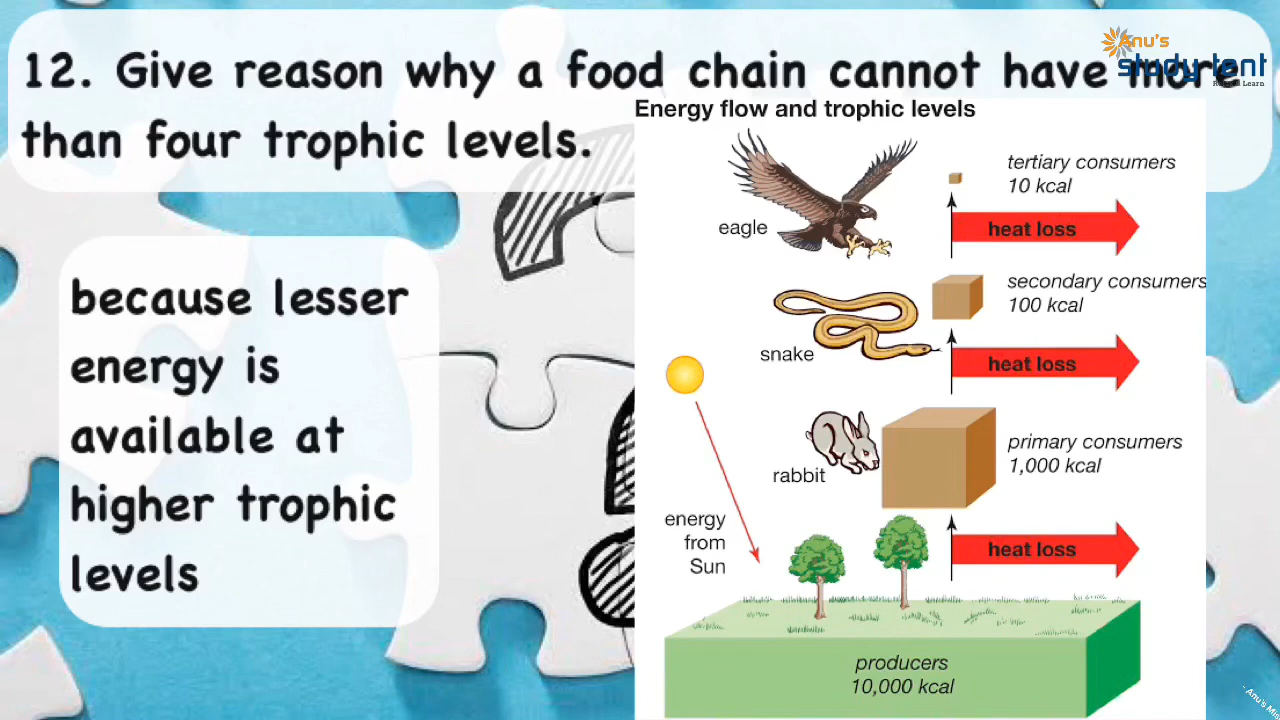 12. Give reason why a food chain cannot have more
than four trophic levels.
Anu's
study tent
Energy flow and trophic levels
because lesser
energy is
available at
higher trophic
levels
eagle
tertiary consumers
10 kcal
heat loss
snake
secondary consumers
100 kcal
heat loss
rabbit
primary consumers
1,000 kcal
energy
from
Sun
heat loss
producers
10,000 kcal